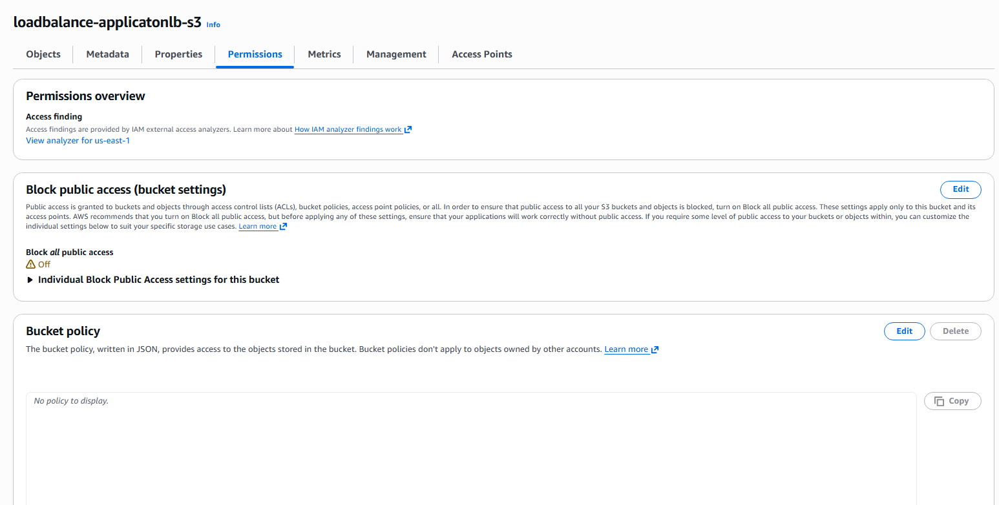 loadbalance-applicatonlb-s3 Info
Objects Metadata Properties Permissions Metrics Management Access Points
Permissions overview
Access finding
Access findings are provided by IAM external access analyzers. Learn more about How IAM analyzer findings work
View analyzer for us-east-1
Block public access (bucket settings) Edit
Public access is granted to buckets and objects through access control lists (ACLs), bucket policies, access point policies, or all. In order to ensure that public access to all your S3 buckets and objects is blocked, turn on Block all public access. These settings apply only to this bucket and its
access points. AWS recommends that you turn on Block all public access, but before applying any of these settings, ensure that your applications will work correctly without public access. If you require some level of public access to your buckets or objects within, you can customize the
individual settings below to suit your specific storage use cases. Learn more
Block all public access
Off
Individual Block Public Access settings for this bucket
Bucket policy Edit Delete
The bucket policy, written in JSON, provides access to the objects stored in the bucket. Bucket policies don't apply to objects owned by other accounts. Learn more
No policy to display. Copy